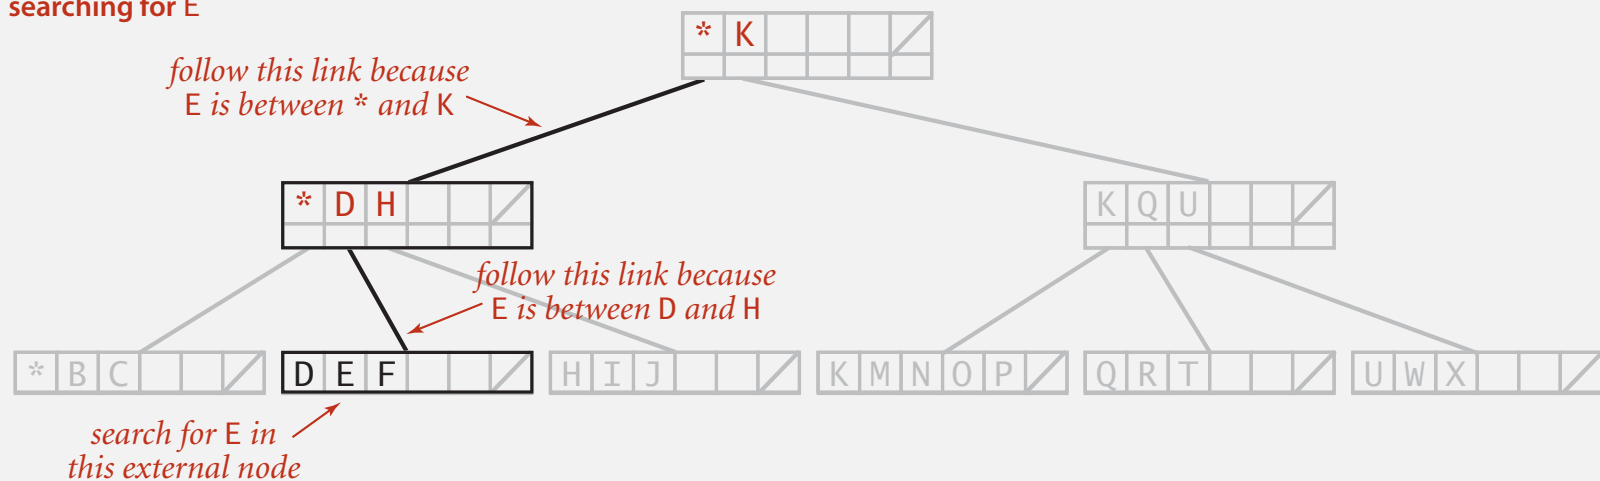 searching for E
* K
follow this link because
E is between * and K
* D H
K Q U
follow this link because
E is between D and H
* B C
D E F
H I J
K M N O P
Q R T
U W X
search for E in
this external node